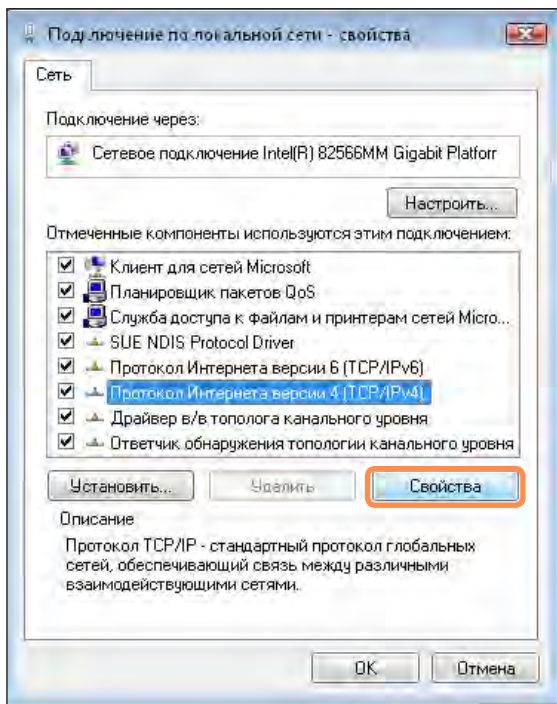 Подключение по локальной сети - свойства
Сеть
Подключение через:
Сетевое подключение Intel(R) 82566MM Gigabit Platforr
Настроить...
Отмеченные компоненты используются этим подключением:
Клиент для сетей Microsoft
Планировщик пакетов QoS
Служба доступа к файлам и принтерам сетей Micro...
SUE NDIS Protocol Driver
Протокол Интернета версии 6 (TCP/IPv6)
Протокол Интернета версии 4 (TCP/IPv4)
Драйвер в/в тополога канального уровня
Ответчик обнаружения топологии канального уровня
Установить... Удалить Свойства
Описание
Протокол TCP/IP - стандартный протокол глобальных
сетей, обеспечивающий связь между различными
взаимодействующими сетями.
OK Отмена